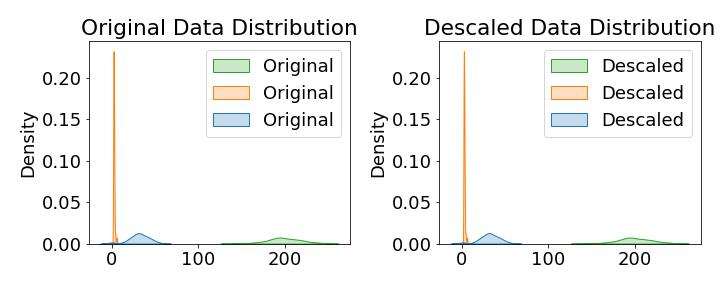 Original Data Distribution
Density
0.20
0.15
0.10
0.05
0.00
0
100
200
Original
Original
Original
Descaled Data Distribution
Density
0.20
0.15
0.10
0.05
0.00
0
100
200
Descaled
Descaled
Descaled